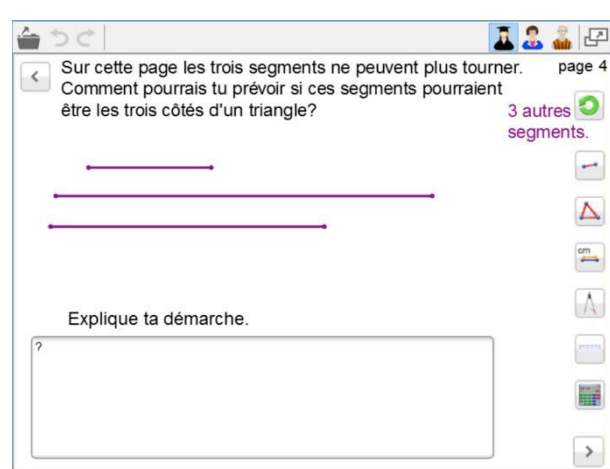 Sur cette page les trois segments ne peuvent plus tourner.
page 4
Comment pourrais tu prévoir si ces segments pourraient
être les trois côtés d'un triangle?
3 autres
segments.
cm
Explique ta démarche.
?